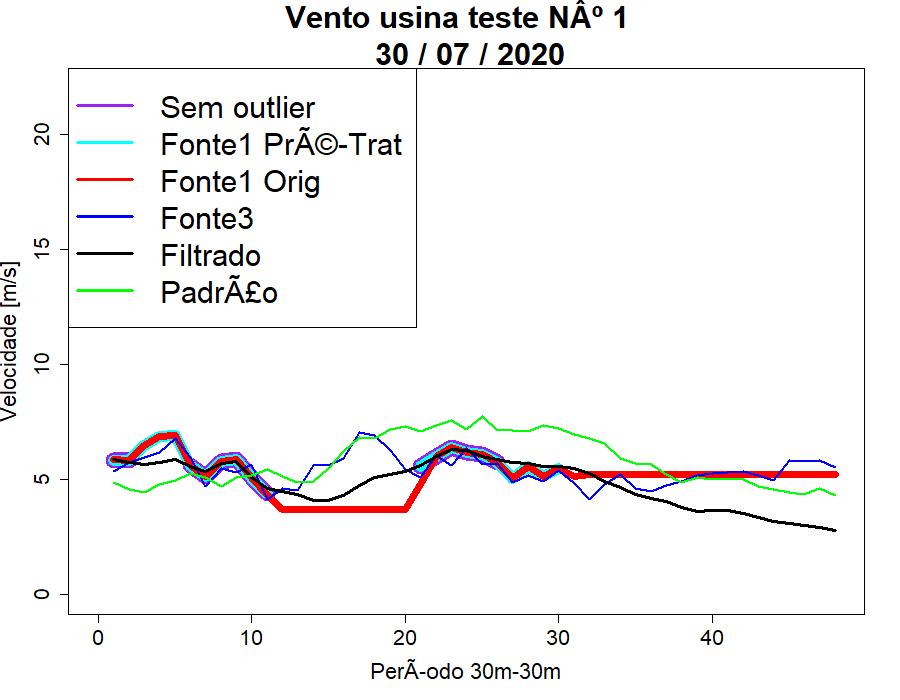 Vento usina teste NÂº 1
30 / 07 / 2020
Sem outlier
Fonte1 PrÃ©-Trat
Fonte1 Orig
Fonte3
Filtrado
PadrÃ£o
Velocidade [m/s]
20
15
10
5
0
0 10 20 30 40
PerÃ-odo 30m-30m